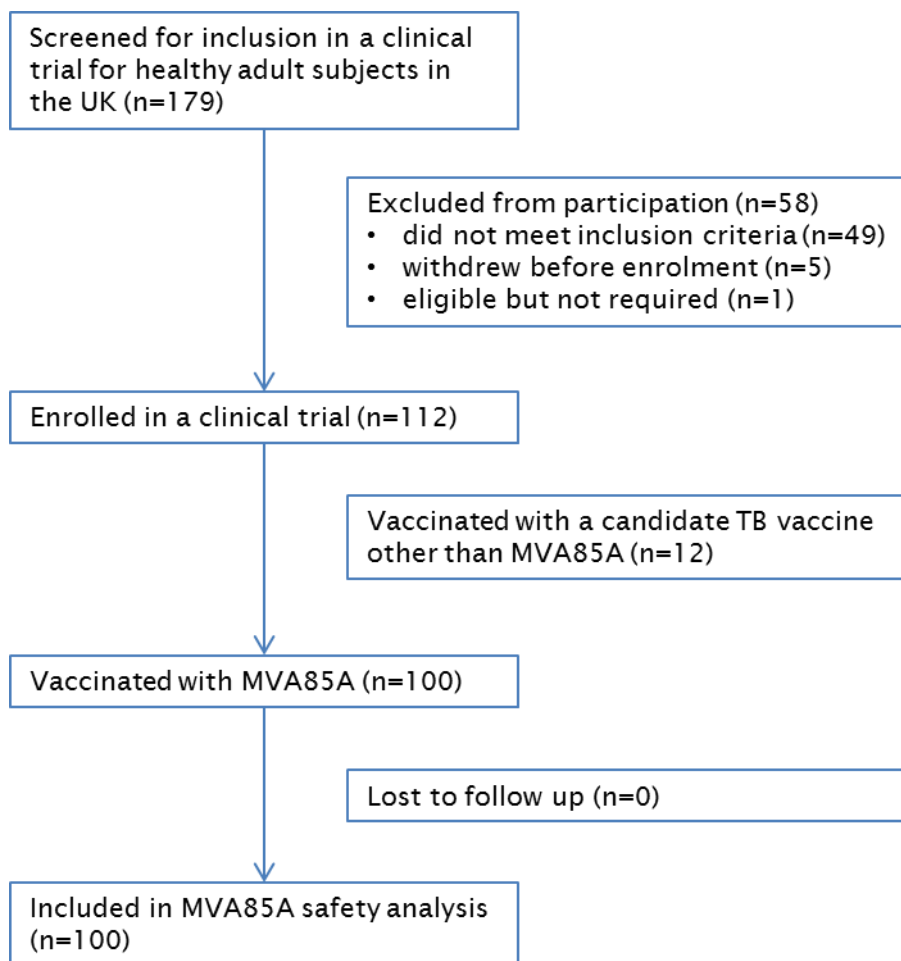 Screened for inclusion in a clinical
trial for healthy adult subjects in
the UK (n=179)
Excluded from participation (n=58)
• did not meet inclusion criteria (n=49)
• withdrew before enrolment (n=5)
• eligible but not required (n=1)
Enrolled in a clinical trial (n=112)
Vaccinated with a candidate TB vaccine
other than MVA85A (n=12)
Vaccinated with MVA85A (n=100)
Lost to follow up (n=0)
Included in MVA85A safety analysis
(n=100)